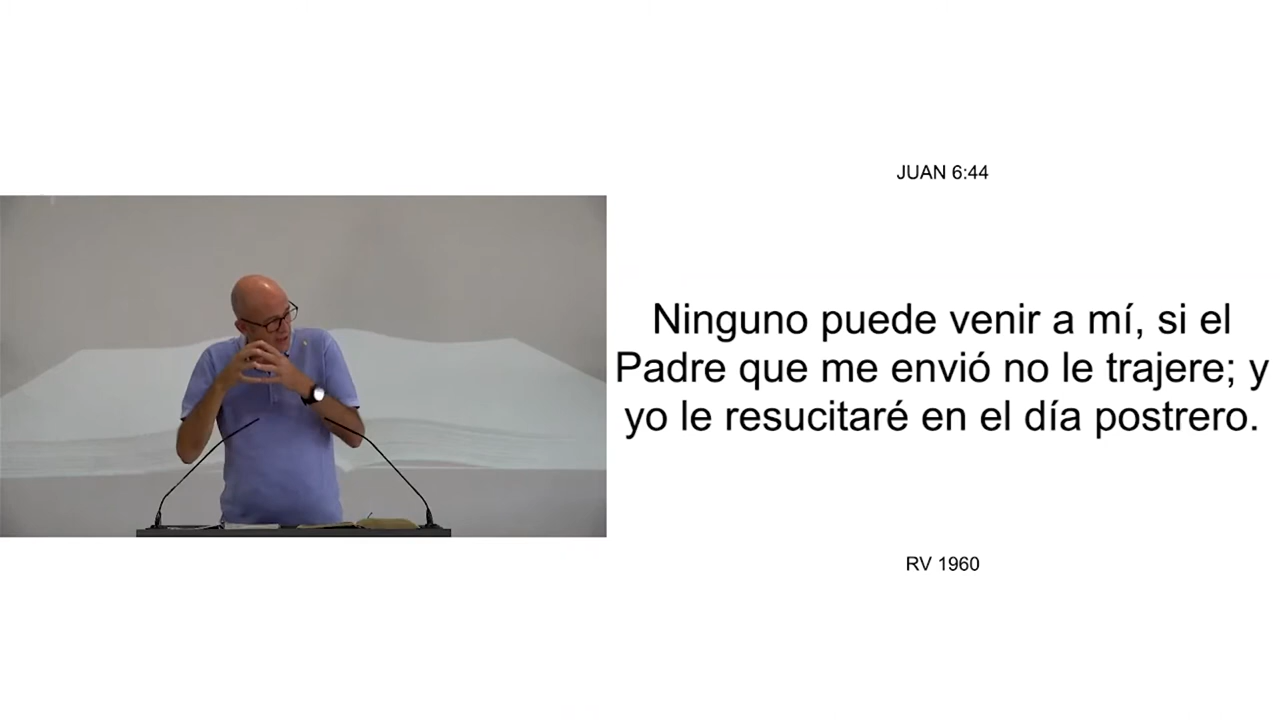 JUAN 6:44
Ninguno puede venir a mí, si el
Padre que me envió no le trajere; y
yo le resucitaré en el día postrero.
RV 1960